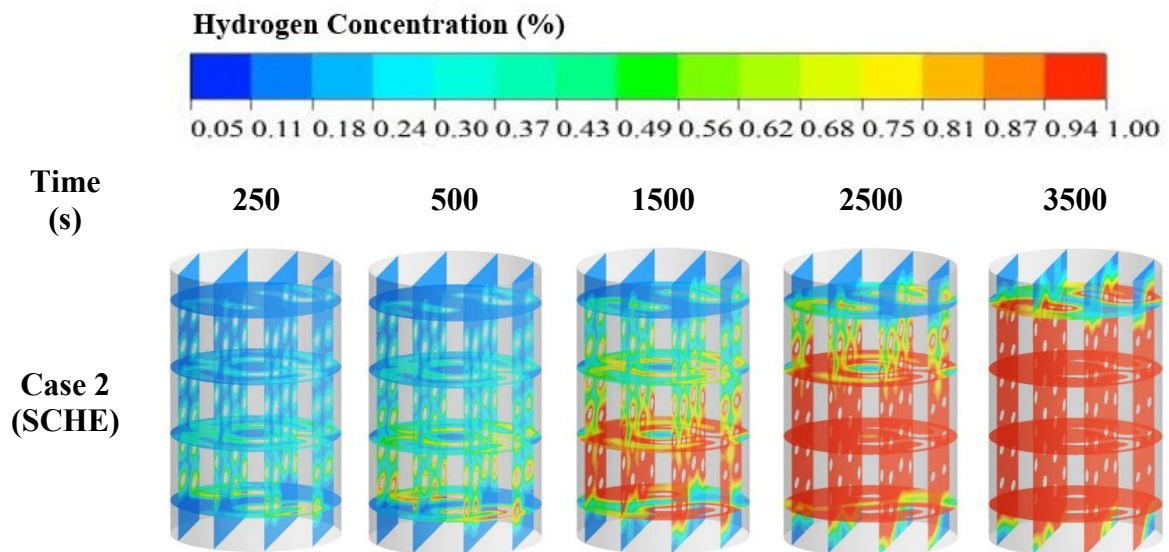 Hydrogen Concentration (%)
0.05 0.11 0.18 0.24 0.30 0.37 0.43 0.49 0.56 0.62 0.68 0.75 0.81 0.87 0.94 1.00
Time
(s)
250 500 1500 2500 3500
Case 2
(SCHE)